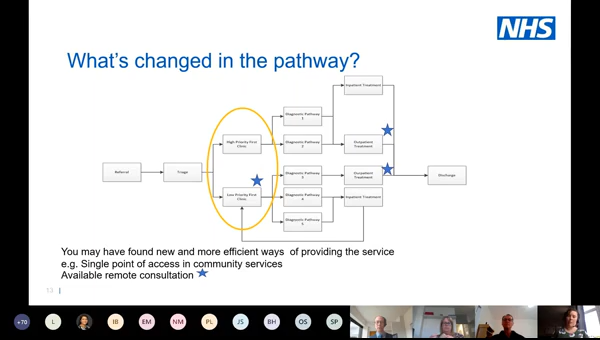 NHS
What's changed in the pathway?
Inpatient Treatment
Diagnostic Pathway
1
High Priority First
Clinic
Diagnostic Pathway
2
Outpatient
Treatment
Referral
Triage
Diagnostic Pathway
3
Outpatient
Treatment
Discharge
Low Priority First
Clinic
Diagnostic Pathway
4
Inpatient Treatment
Diagnostic Pathway
5
You may have found new and more efficient ways of providing the service
e.g. Single point of access in community services
Available remote consultation
13 |
+70 L IB EM NM PL JS BH OS SP